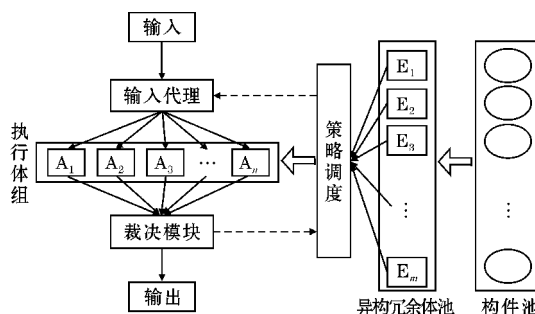 输入
输入代理
执行体组
A1 A2 A3 … An
裁决模块
输出
策略调度
E1
E2
E3
⋮
Em
异构冗余体池
⋮
构件池